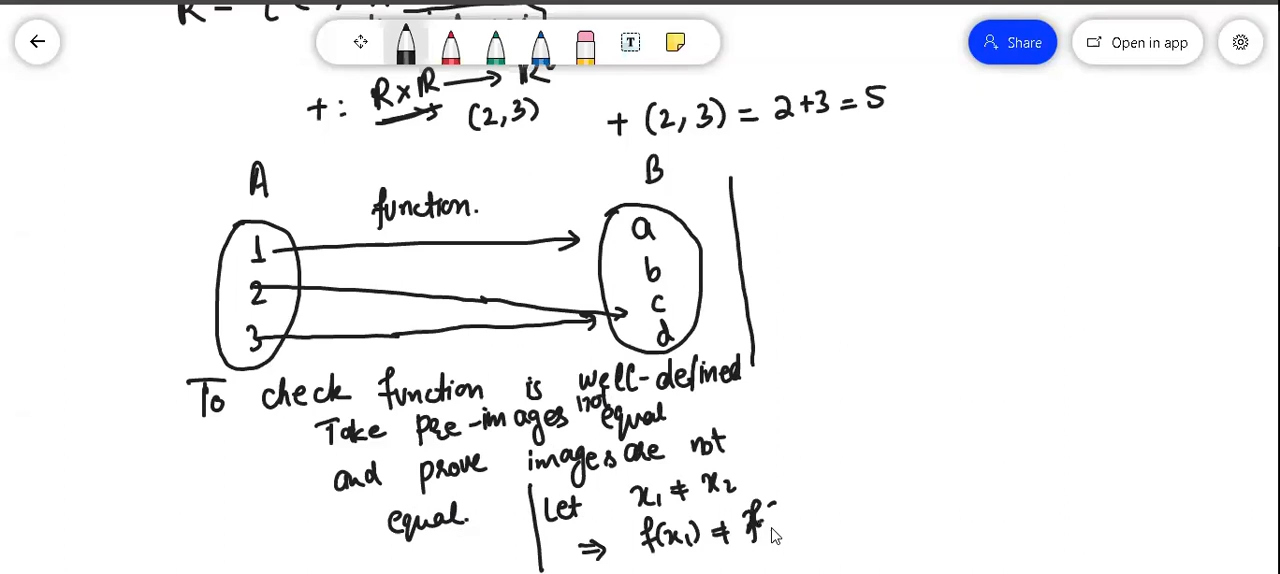 Share
Open in app
T
+ : R×R → R
(2,3)
+ (2,3) = 2+3 = 5
A
B
function.
1
2
3
a
b
c
d
To check function is well-defined
Take pre-images not equal
and prove images are not
equal.
Let x₁ ≠ x₂
⇒ f(x₁) ≠ f